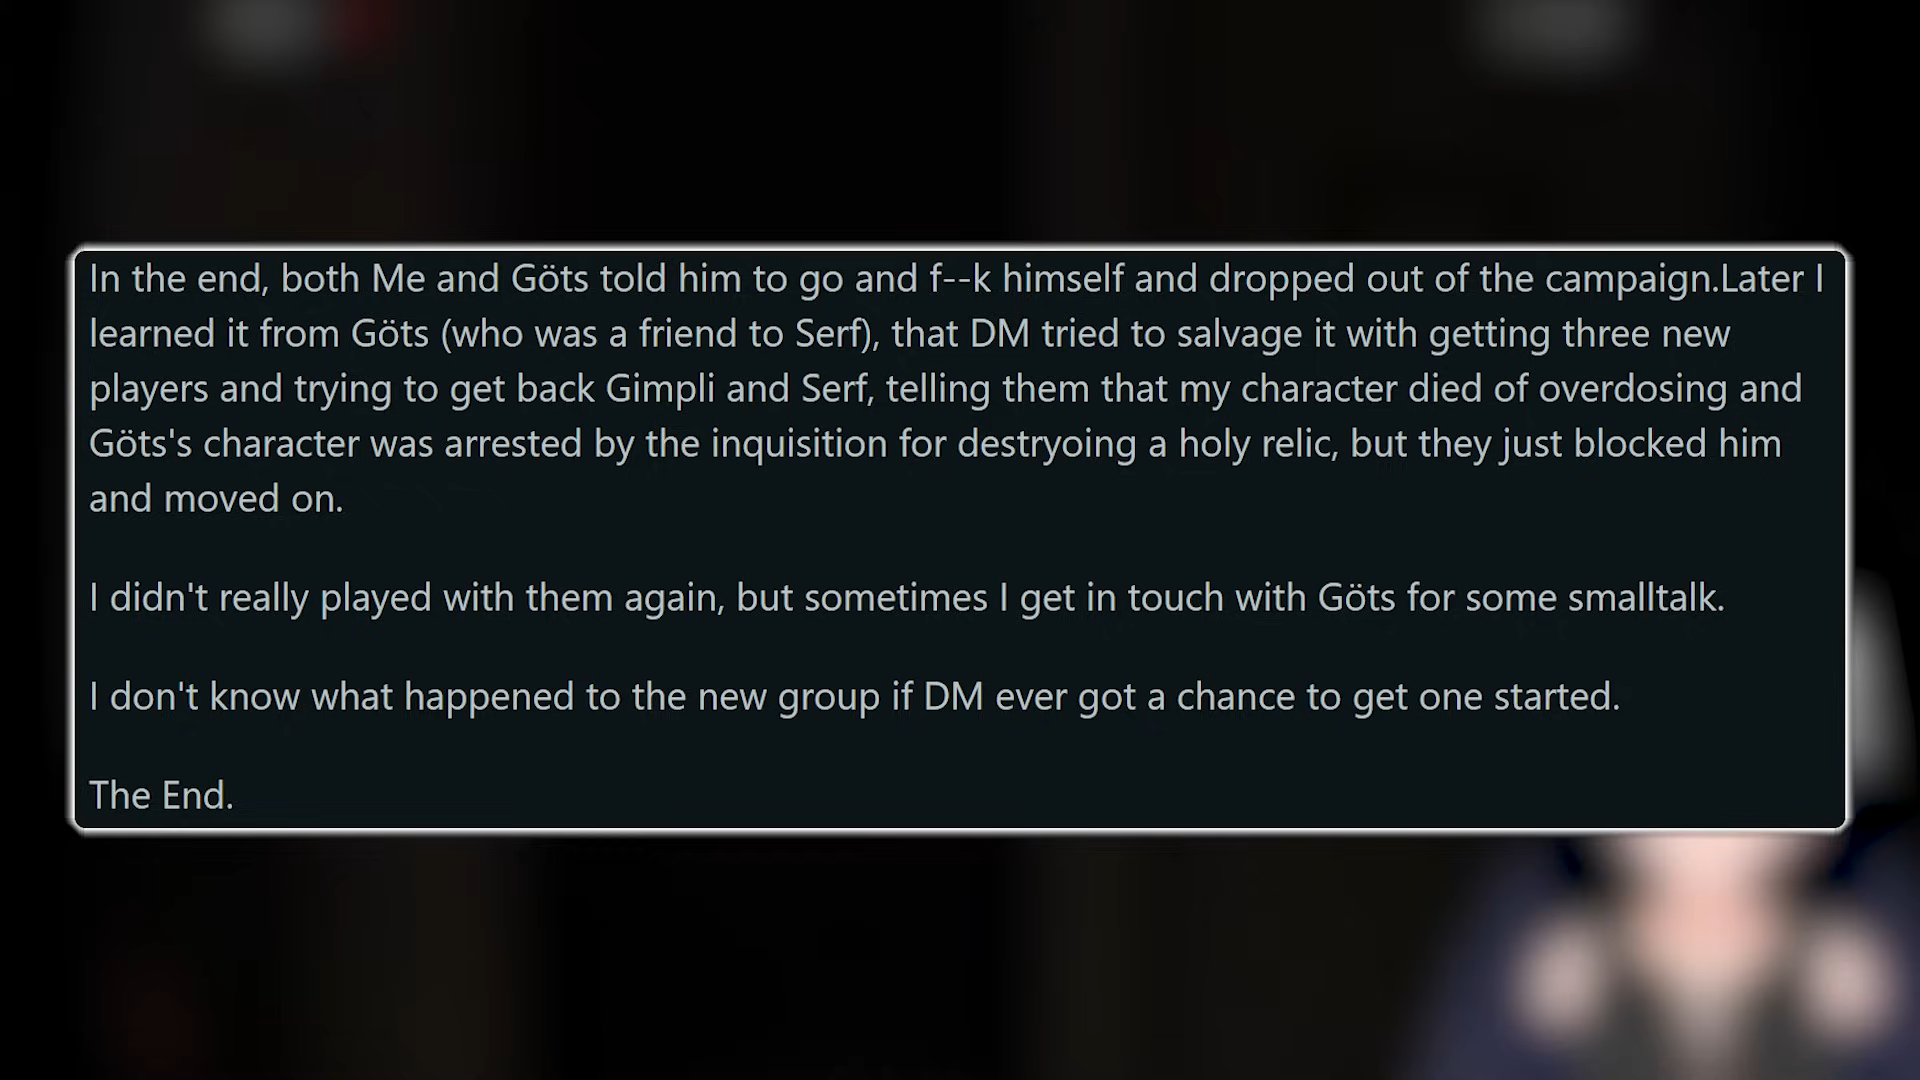 In the end, both Me and Göts told him to go and f--k himself and dropped out of the campaign.Later I
learned it from Göts (who was a friend to Serf), that DM tried to salvage it with getting three new
players and trying to get back Gimpli and Serf, telling them that my character died of overdosing and
Göts's character was arrested by the inquisition for destryoing a holy relic, but they just blocked him
and moved on.
I didn't really played with them again, but sometimes I get in touch with Göts for some smalltalk.
I don't know what happened to the new group if DM ever got a chance to get one started.
The End.